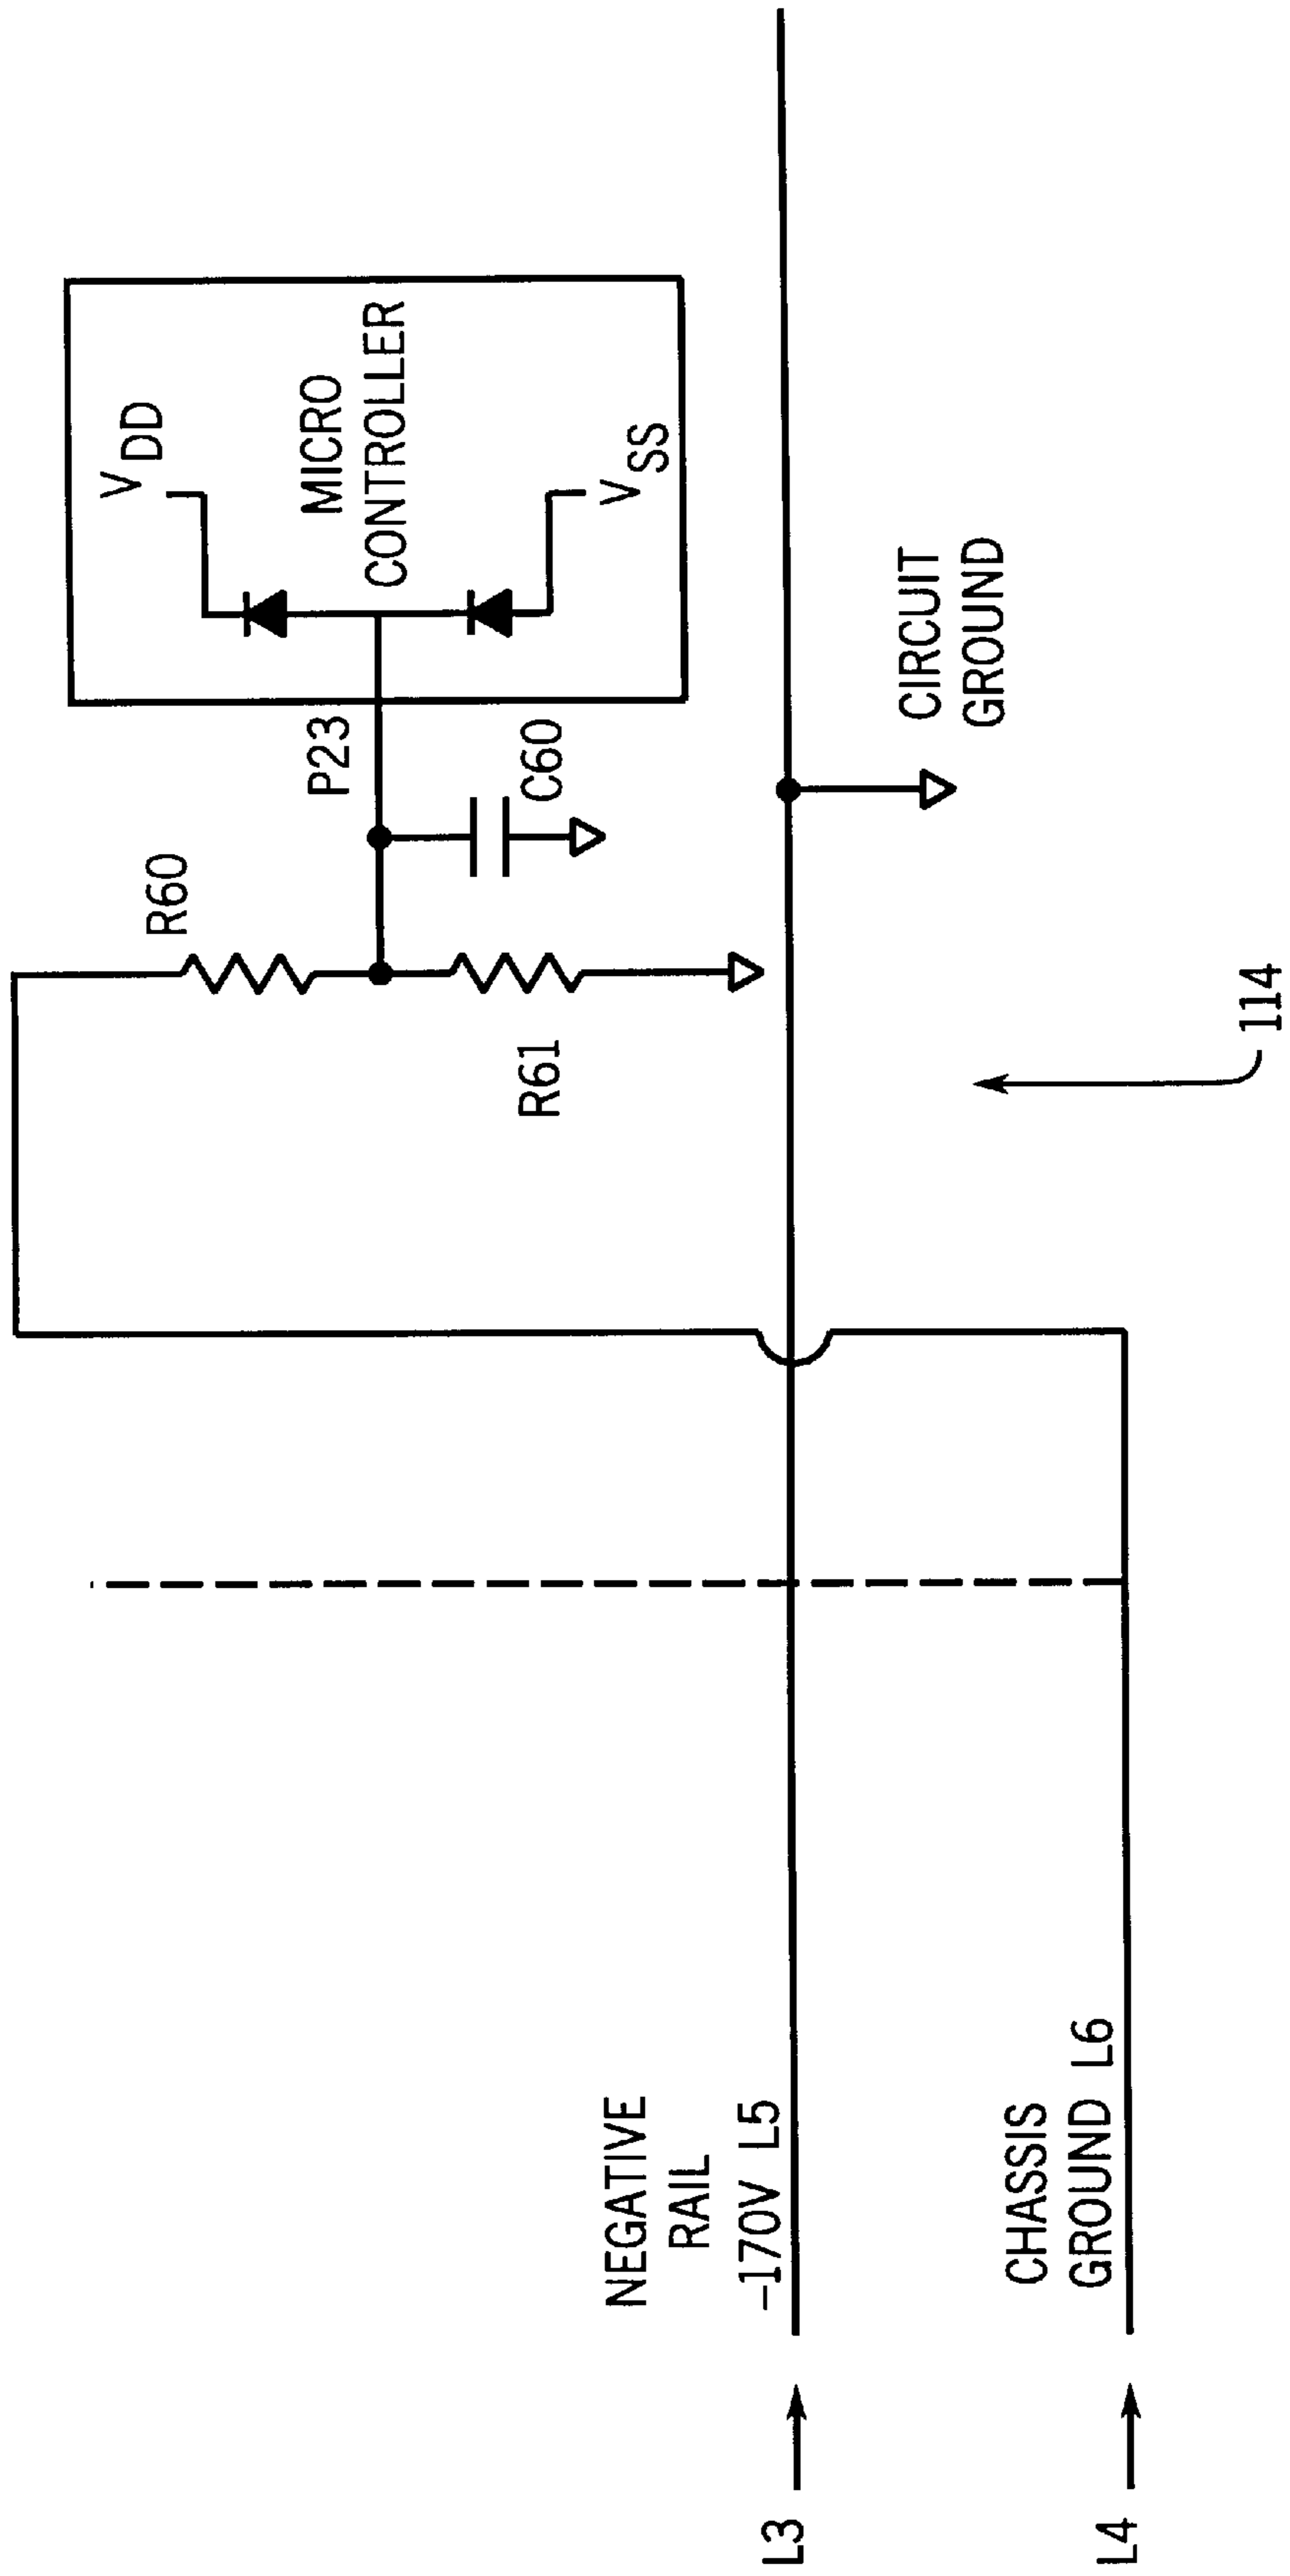 R60
P23
C60
R61
V
DD
MICRO
CONTROLLER
V
SS
CIRCUIT
GROUND
NEGATIVE
RAIL
-170V L5
L3
CHASSIS
GROUND L6
L4
114